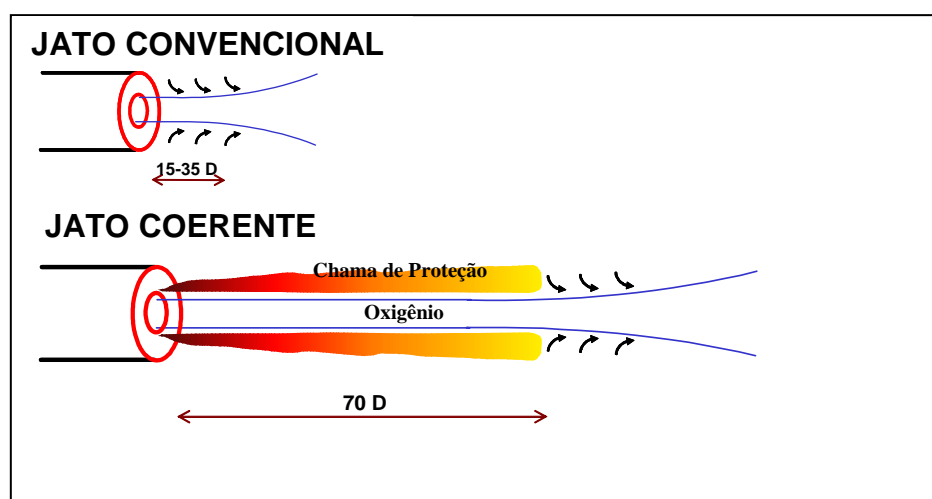 JATO CONVENCIONAL
15-35 D
JATO COERENTE
Chama de Proteção
Oxigênio
70 D